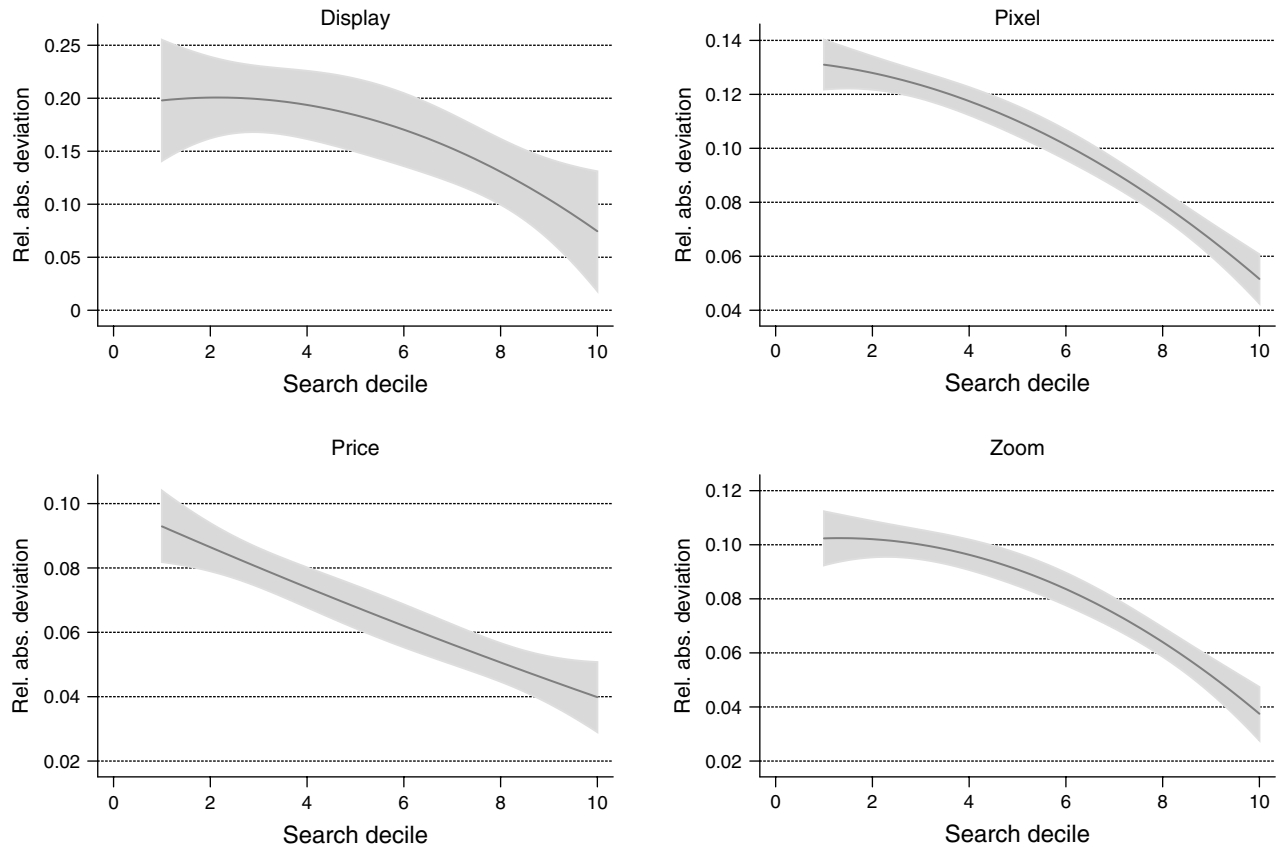 Display
Rel. abs. deviation
0.25
0.20
0.15
0.10
0.05
0
0 2 4 6 8 10
Search decile
Pixel
Rel. abs. deviation
0.14
0.12
0.10
0.08
0.06
0.04
0 2 4 6 8 10
Search decile
Price
Rel. abs. deviation
0.10
0.08
0.06
0.04
0.02
0 2 4 6 8 10
Search decile
Zoom
Rel. abs. deviation
0.12
0.10
0.08
0.06
0.04
0.02
0 2 4 6 8 10
Search decile